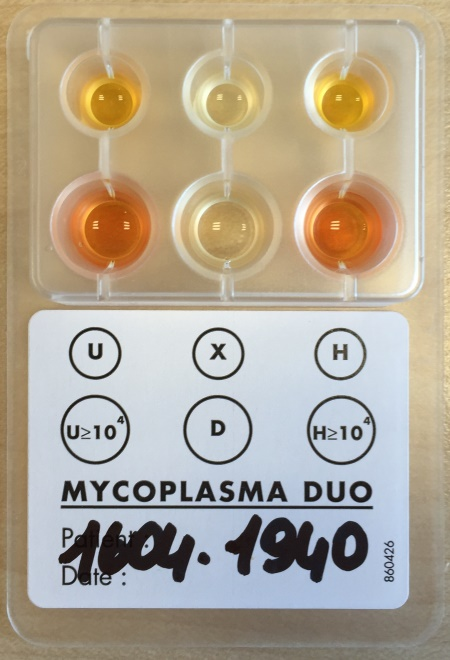 U X H
U≥10⁴ D H≥10⁴
MYCOPLASMA DUO
Patient :
1604. 1940
Date :
860426